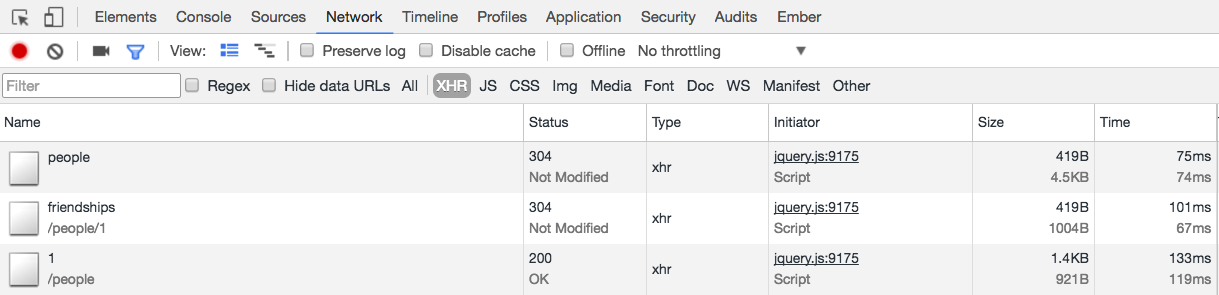 Elements Console Sources Network Timeline Profiles Application Security Audits Ember
View: Preserve log Disable cache Offline No throttling
Filter Regex Hide data URLs All XHR JS CSS Img Media Font Doc WS Manifest Other
Name Status Type Initiator Size Time
people 304 xhr jquery.js:9175 419B 75ms
Not Modified Script 4.5KB 74ms
friendships 304 xhr jquery.js:9175 419B 101ms
/people/1 Not Modified Script 1004B 67ms
1 200 xhr jquery.js:9175 1.4KB 133ms
/people OK Script 921B 119ms